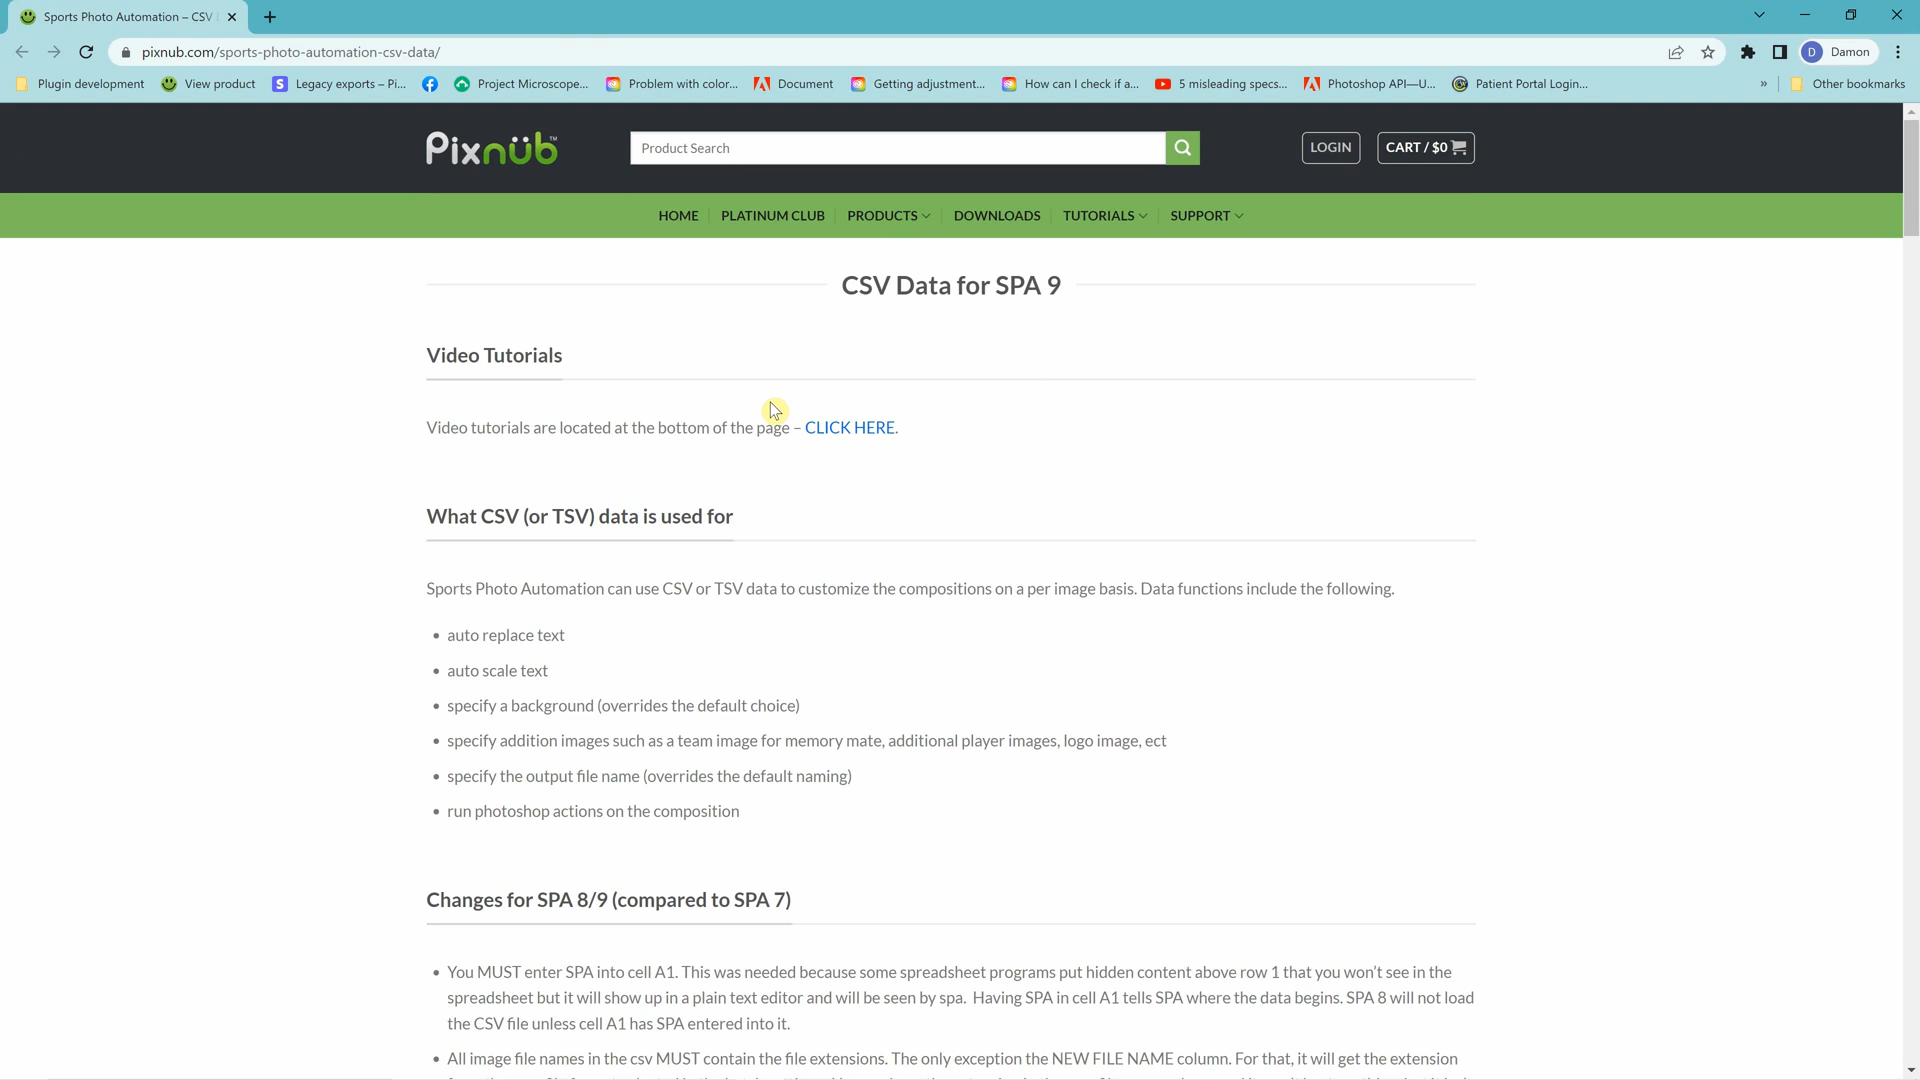 Sports Photo Automation – CSV
pixnub.com/sports-photo-automation-csv-data/
Damon
Plugin development
View product
Legacy exports – Pi...
Project Microscope...
Problem with color...
Document
Getting adjustment...
How can I check if a...
5 misleading specs...
Photoshop API—U...
Patient Portal Login...
»
Other bookmarks
Pixnüb™
Product Search
LOGIN
CART / $0
HOME
PLATINUM CLUB
PRODUCTS
DOWNLOADS
TUTORIALS
SUPPORT
CSV Data for SPA 9
Video Tutorials
Video tutorials are located at the bottom of the page – CLICK HERE.
What CSV (or TSV) data is used for
Sports Photo Automation can use CSV or TSV data to customize the compositions on a per image basis. Data functions include the following.
• auto replace text
• auto scale text
• specify a background (overrides the default choice)
• specify addition images such as a team image for memory mate, additional player images, logo image, ect
• specify the output file name (overrides the default naming)
• run photoshop actions on the composition
Changes for SPA 8/9 (compared to SPA 7)
• You MUST enter SPA into cell A1. This was needed because some spreadsheet programs put hidden content above row 1 that you won't see in the
spreadsheet but it will show up in a plain text editor and will be seen by spa. Having SPA in cell A1 tells SPA where the data begins. SPA 8 will not load
the CSV file unless cell A1 has SPA entered into it.
• All image file names in the csv MUST contain the file extensions. The only exception the NEW FILE NAME column. For that, it will get the extension